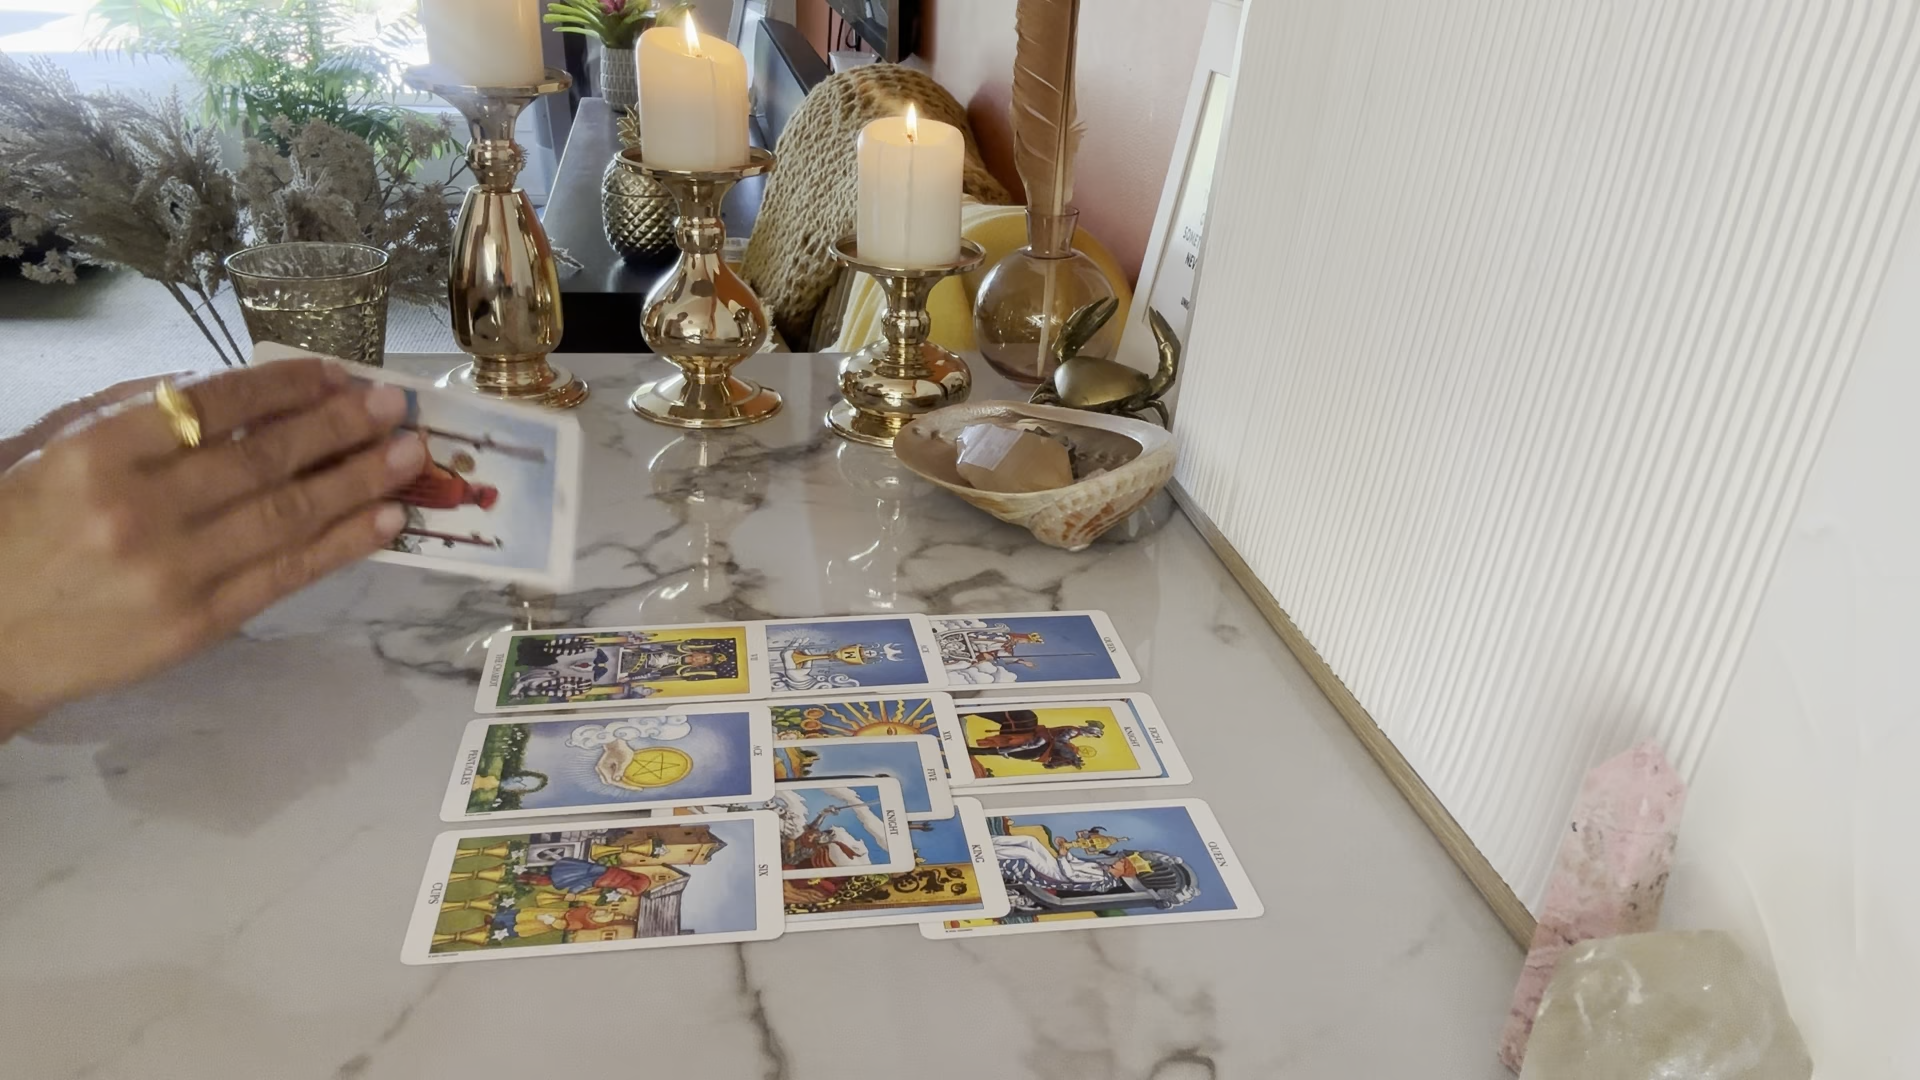 THE CHARIOT
VII
ACE
QUEEN
PENTACLES
ACE
XIX
KNIGHT
EIGHT
FIVE
KNIGHT
CUPS
SIX
KING
QUEEN
M